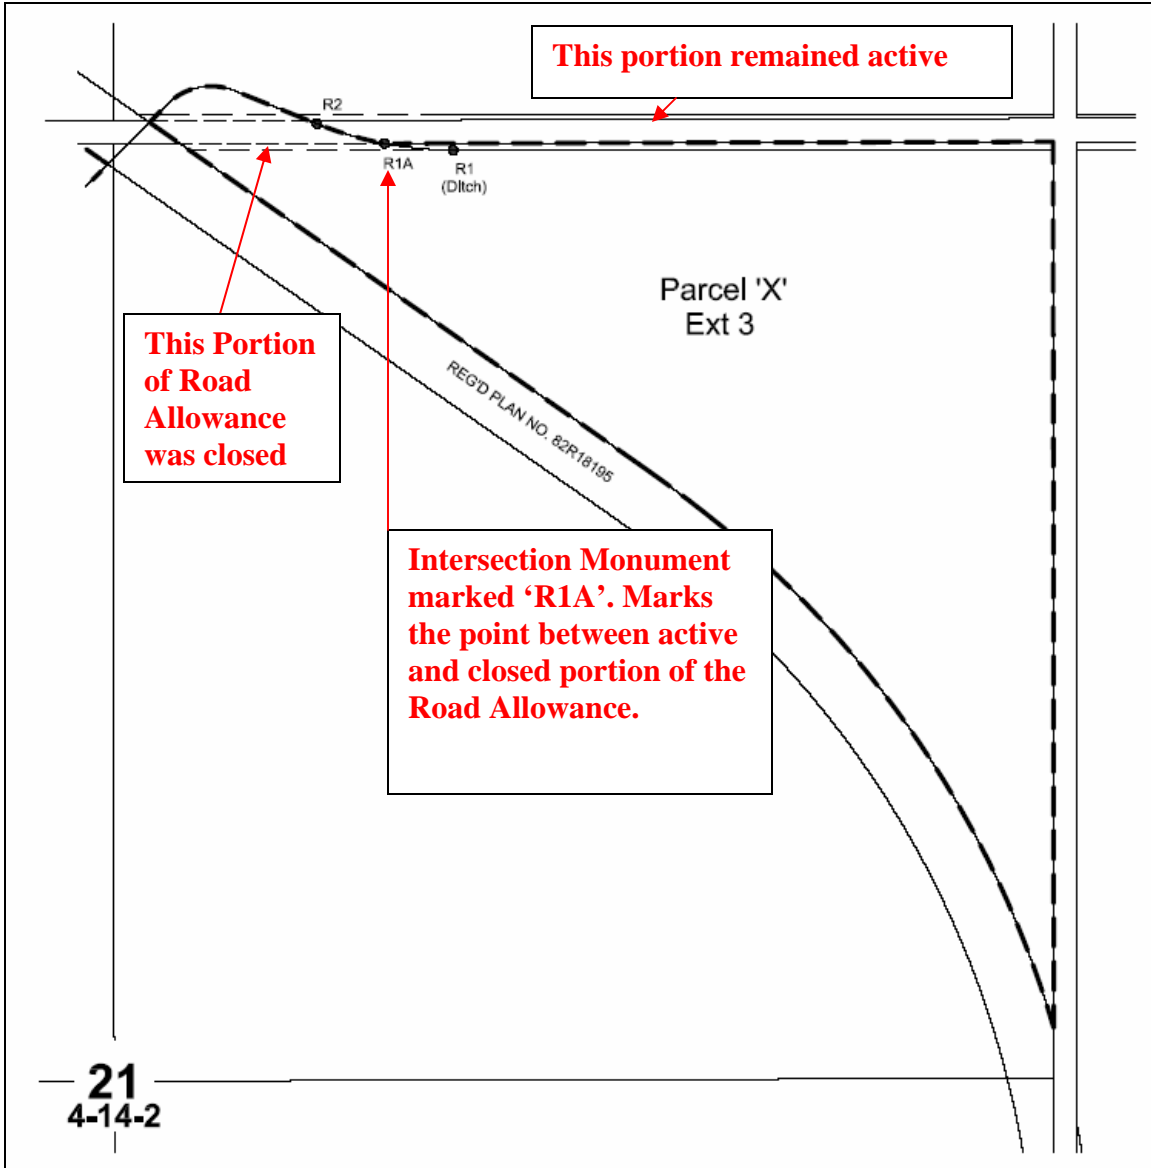 This portion remained active
R2
R1A
R1
(DItch)
Parcel 'X'
Ext 3
This Portion
of Road
Allowance
was closed
REG'D PLAN NO. 82R18195
Intersection Monument
marked ‘R1A’. Marks
the point between active
and closed portion of the
Road Allowance.
21
4-14-2